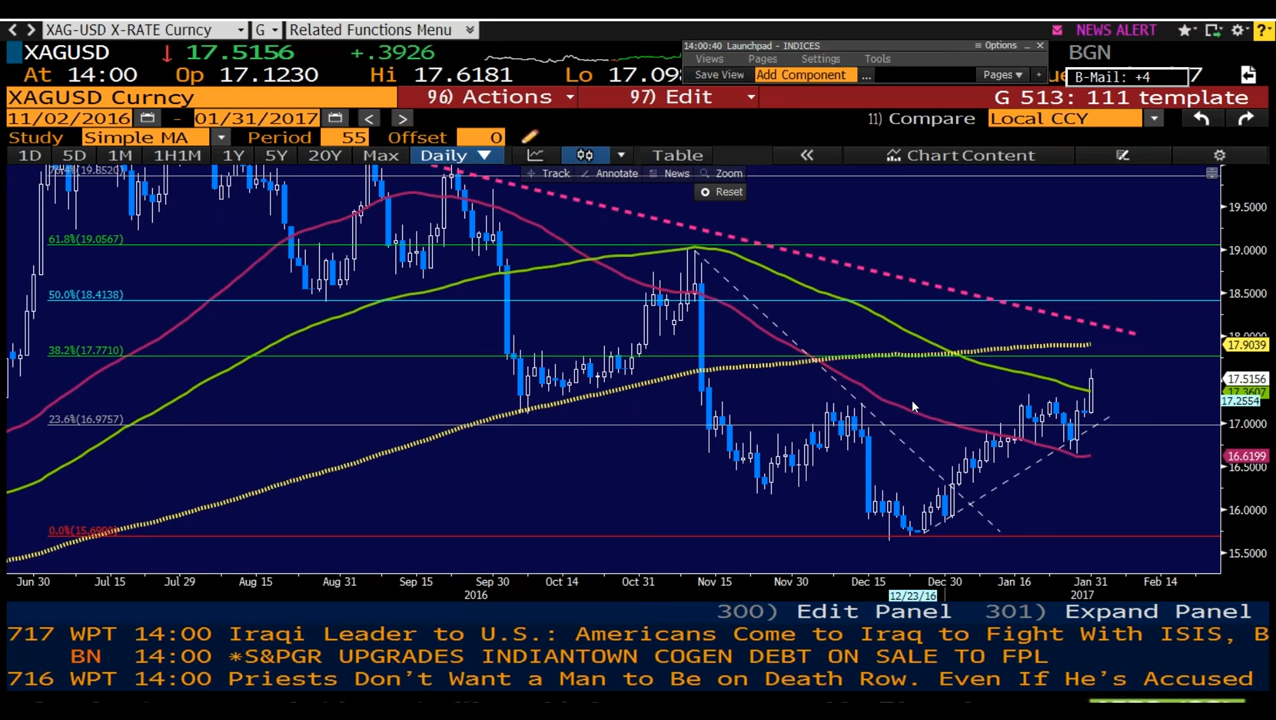 XAG-USD X-RATE Curncy G Related Functions Menu NEWS ALERT
XAGUSD 17.5156 +.3926 BGN
At 14:00 Op 17.1230 Hi 17.6181 Lo
14:00:40 Launchpad - INDICES Options
Views Pages Settings Tools
Save View Add Component ... Pages +
B-Mail: +4
XAGUSD Curncy 96) Actions 97) Edit G 513: 111 template
11/02/2016 - 01/31/2017 11) Compare Local CCY
Study Simple MA Period 55 Offset 0
1D 5D 1M 1H1M 1Y 5Y 20Y Max Daily Table Chart Content
Track Annotate News Zoom
Reset
19.5000
61.8%(19.0567)
19.0000
50.0%(18.4138)
18.5000
18.0000
17.9039
38.2%(17.7710)
17.5156
17.3607
17.2554
23.6%(16.9757)
17.0000
16.6199
16.5000
16.0000
0.0%(15.6900)
15.5000
Jun 30 Jul 15 Jul 29 Aug 15 Aug 31 Sep 15 Sep 30 Oct 14 Oct 31 Nov 15 Nov 30 Dec 15 Dec 30 Jan 16 Jan 31 Feb 14
2016 12/23/16 2017
300) Edit Panel 301) Expand Panel
717 WPT 14:00 Iraqi Leader to U.S.: Americans Come to Iraq to Fight With ISIS, B
BN 14:00 *S&PGR UPGRADES INDIANTOWN COGEN DEBT ON SALE TO FPL
716 WPT 14:00 Priests Don't Want a Man to Be on Death Row. Even If He's Accused